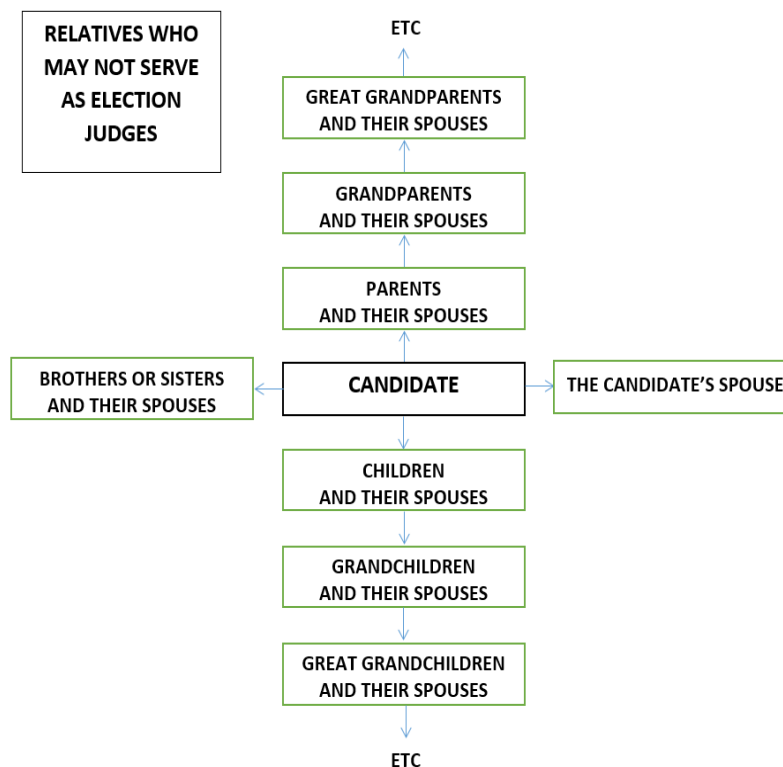 RELATIVES WHO
MAY NOT SERVE
AS ELECTION
JUDGES
ETC
GREAT GRANDPARENTS
AND THEIR SPOUSES
GRANDPARENTS
AND THEIR SPOUSES
PARENTS
AND THEIR SPOUSES
BROTHERS OR SISTERS
AND THEIR SPOUSES
CANDIDATE
THE CANDIDATE'S SPOUSE
CHILDREN
AND THEIR SPOUSES
GRANDCHILDREN
AND THEIR SPOUSES
GREAT GRANDCHILDREN
AND THEIR SPOUSES
ETC